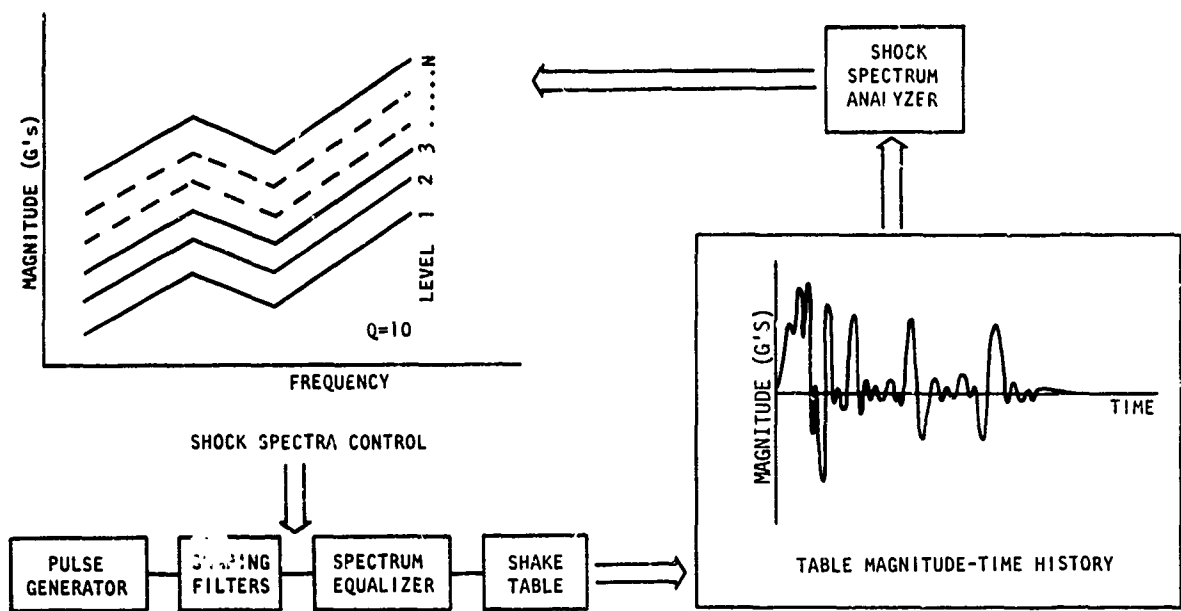 MAGNITUDE (G'S)
LEVEL 1 2 3 .....N
Q=10
FREQUENCY
SHOCK
SPECTRUM
ANALYZER
MAGNITUDE (G'S)
TIME
TABLE MAGNITUDE-TIME HISTORY
SHOCK SPECTRA CONTROL
PULSE
GENERATOR
FILTERS
SPECTRUM
EQUALIZER
SHAKE
TABLE